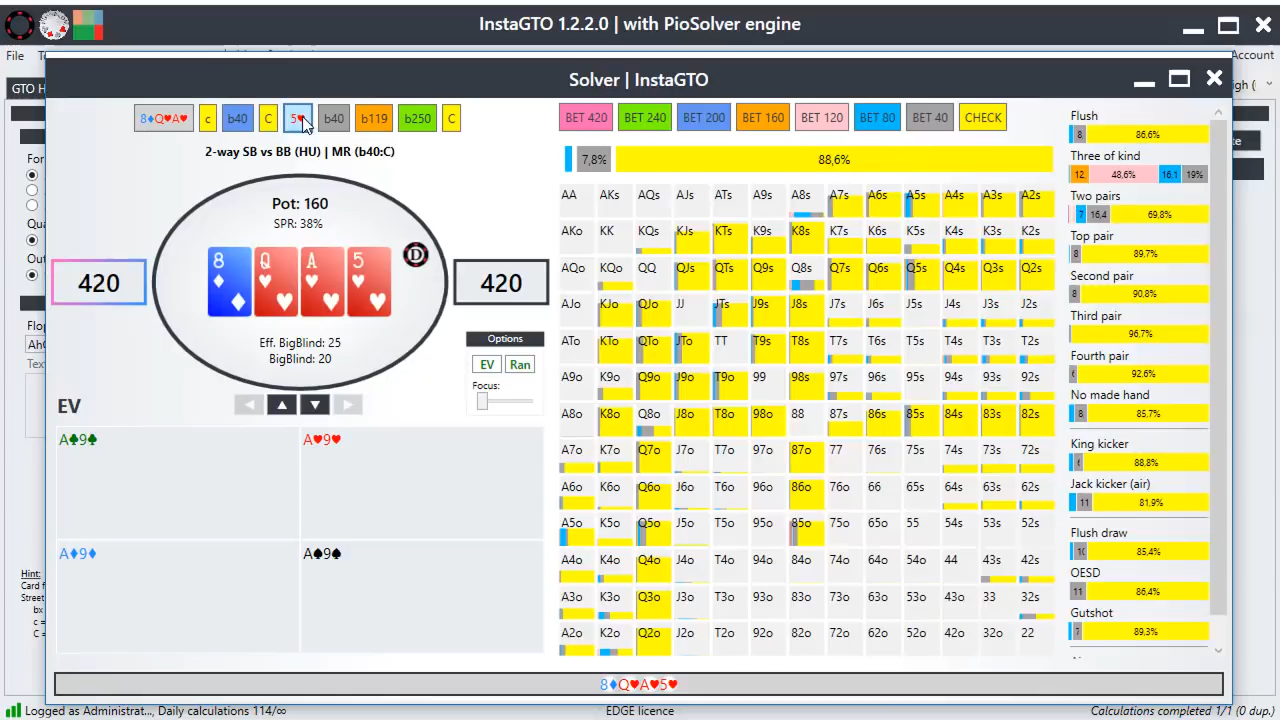 InstaGTO 1.2.2.0 | with PioSolver engine
File
Account
Solver | InstaGTO
GTO H
8♦Q♥A♥ c b40 C 5♥ b40 b119 b250 C
BET 420 BET 240 BET 200 BET 160 BET 120 BET 80 BET 40 CHECK
2-way SB vs BB (HU) | MR (b40:C)
7,8% 88,6%
Pot: 160
SPR: 38%
8♦ Q♥ A♥ 5♥
D
420
420
Eff. BigBlind: 25
BigBlind: 20
Options
EV Ran
Focus:
EV
A♣9♣ A♥9♥
A♦9♦ A♠9♠
AA AKs AQs AJs ATs A9s A8s A7s A6s A5s A4s A3s A2s
AKo KK KQs KJs KTs K9s K8s K7s K6s K5s K4s K3s K2s
AQo KQo QQ QJs QTs Q9s Q8s Q7s Q6s Q5s Q4s Q3s Q2s
AJo KJo QJo JJ JTs J9s J8s J7s J6s J5s J4s J3s J2s
ATo KTo QTo JTo TT T9s T8s T7s T6s T5s T4s T3s T2s
A9o K9o Q9o J9o T9o 99 98s 97s 96s 95s 94s 93s 92s
A8o K8o Q8o J8o T8o 98o 88 87s 86s 85s 84s 83s 82s
A7o K7o Q7o J7o T7o 97o 87o 77 76s 75s 74s 73s 72s
A6o K6o Q6o J6o T6o 96o 86o 76o 66 65s 64s 63s 62s
A5o K5o Q5o J5o T5o 95o 85o 75o 65o 55 54s 53s 52s
A4o K4o Q4o J4o T4o 94o 84o 74o 64o 54o 44 43s 42s
A3o K3o Q3o J3o T3o 93o 83o 73o 63o 53o 43o 33 32s
A2o K2o Q2o J2o T2o 92o 82o 72o 62o 52o 42o 32o 22
Flush
8 86,6%
Three of kind
12 48,6% 16,1 19%
Two pairs
7 16,4 69,8%
Top pair
8 89,7%
Second pair
8 90,8%
Third pair
96,7%
Fourth pair
92,6%
No made hand
8, 85,7%
King kicker
88,8%
Jack kicker (air)
11 81,9%
Flush draw
85,4%
OESD
11 86,4%
Gutshot
7 89,3%
Hint:
8♦Q♥A♥5♥
Logged as Administrat..., Daily calculations 114/∞
EDGE licence
Calculations completed 1/1 (0 dup.)